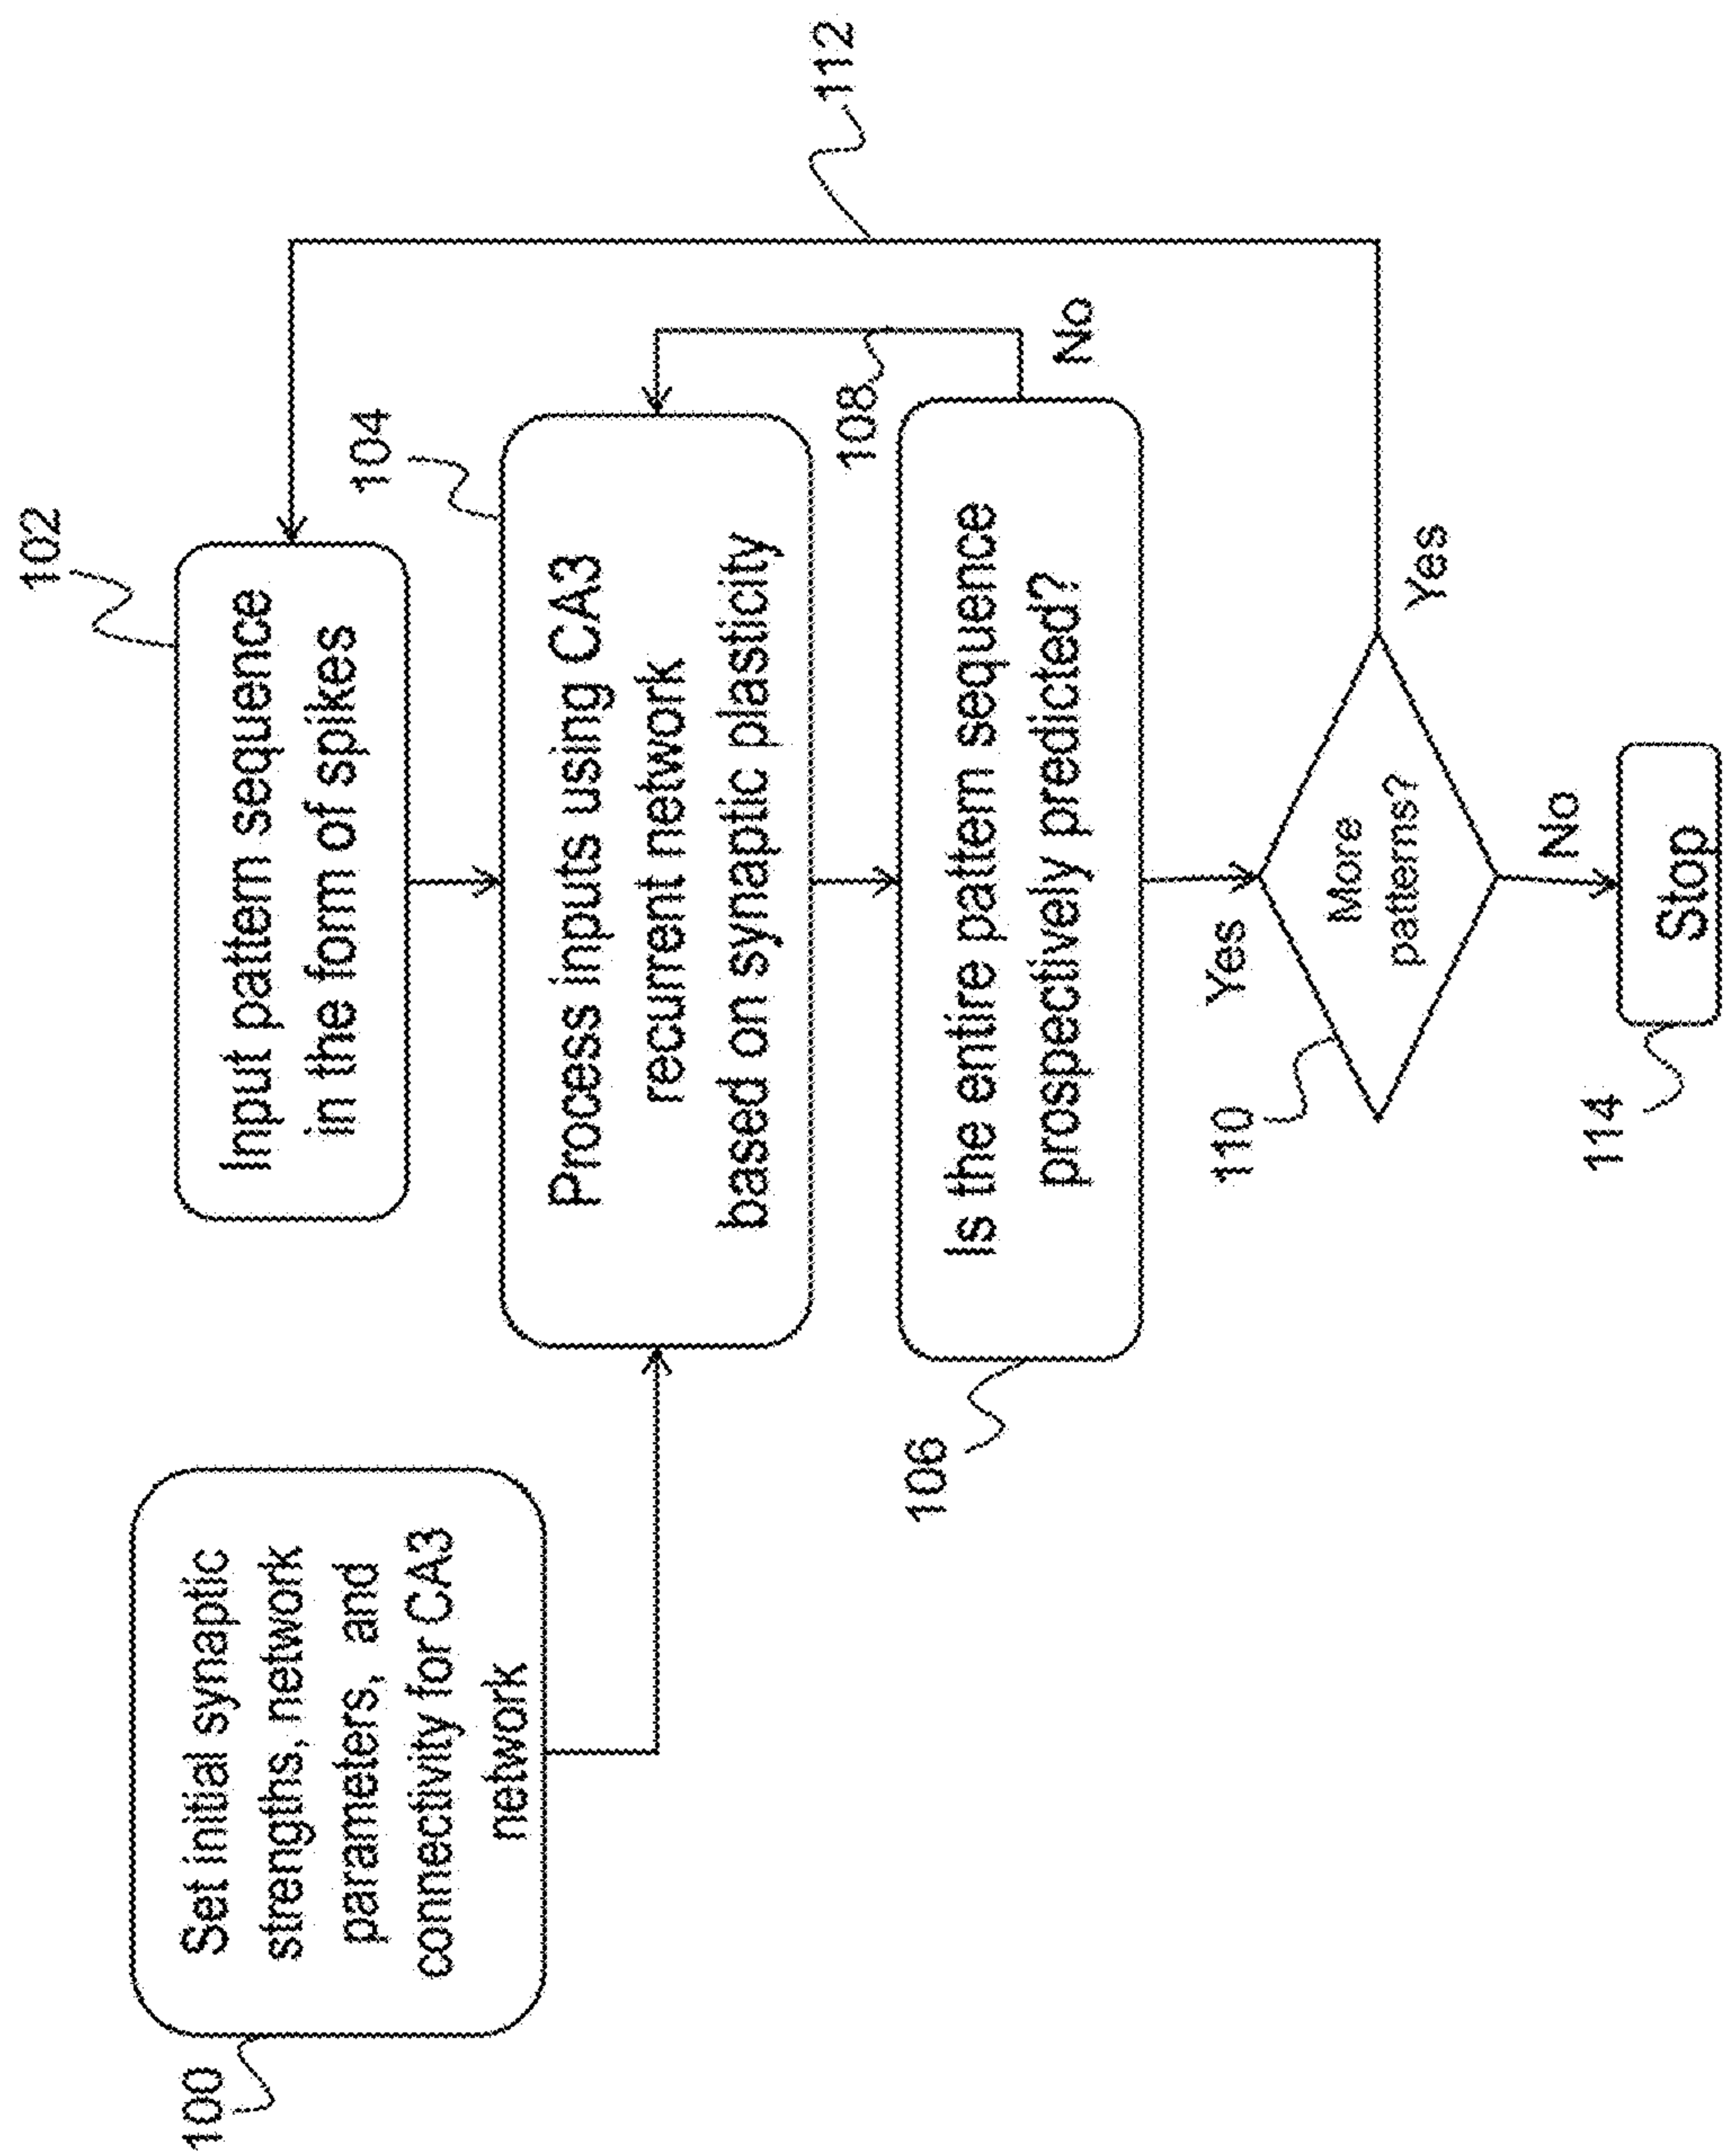 100
Set initial synaptic
strengths, network
parameters, and
connectivity for CA3
network
102
Input pattern sequence
in the form of spikes
104
Process inputs using CA3
recurrent network
based on synaptic plasticity
106
Is the entire pattern sequence
prospectively predicted?
108
No
Yes
110
More
patterns?
Yes
112
No
114
Stop